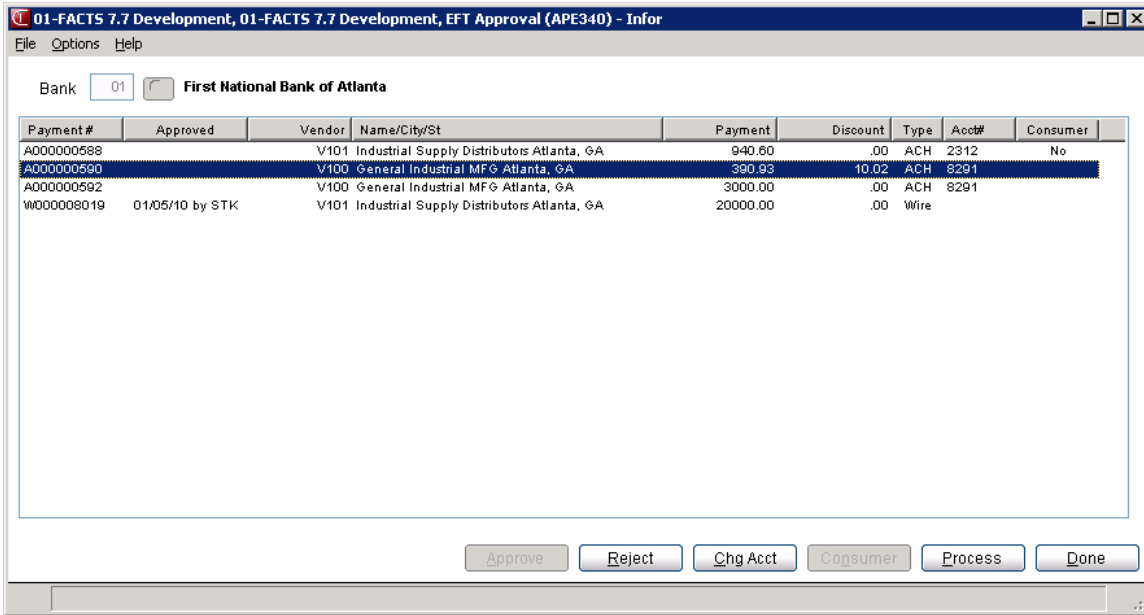 01-FACTS 7.7 Development, 01-FACTS 7.7 Development, EFT Approval (APE340) - Infor
File Options Help
Bank 01 First National Bank of Atlanta
Payment # Approved Vendor Name/City/St Payment Discount Type Acct# Consumer
A000000588 V101 Industrial Supply Distributors Atlanta, GA 940.60 .00 ACH 2312 No
A000000590 V100 General Industrial MFG Atlanta, GA 390.93 10.02 ACH 8291
A000000592 V100 General Industrial MFG Atlanta, GA 3000.00 .00 ACH 8291
W000008019 01/05/10 by STK V101 Industrial Supply Distributors Atlanta, GA 20000.00 .00 Wire
Approve Reject Chg Acct Consumer Process Done